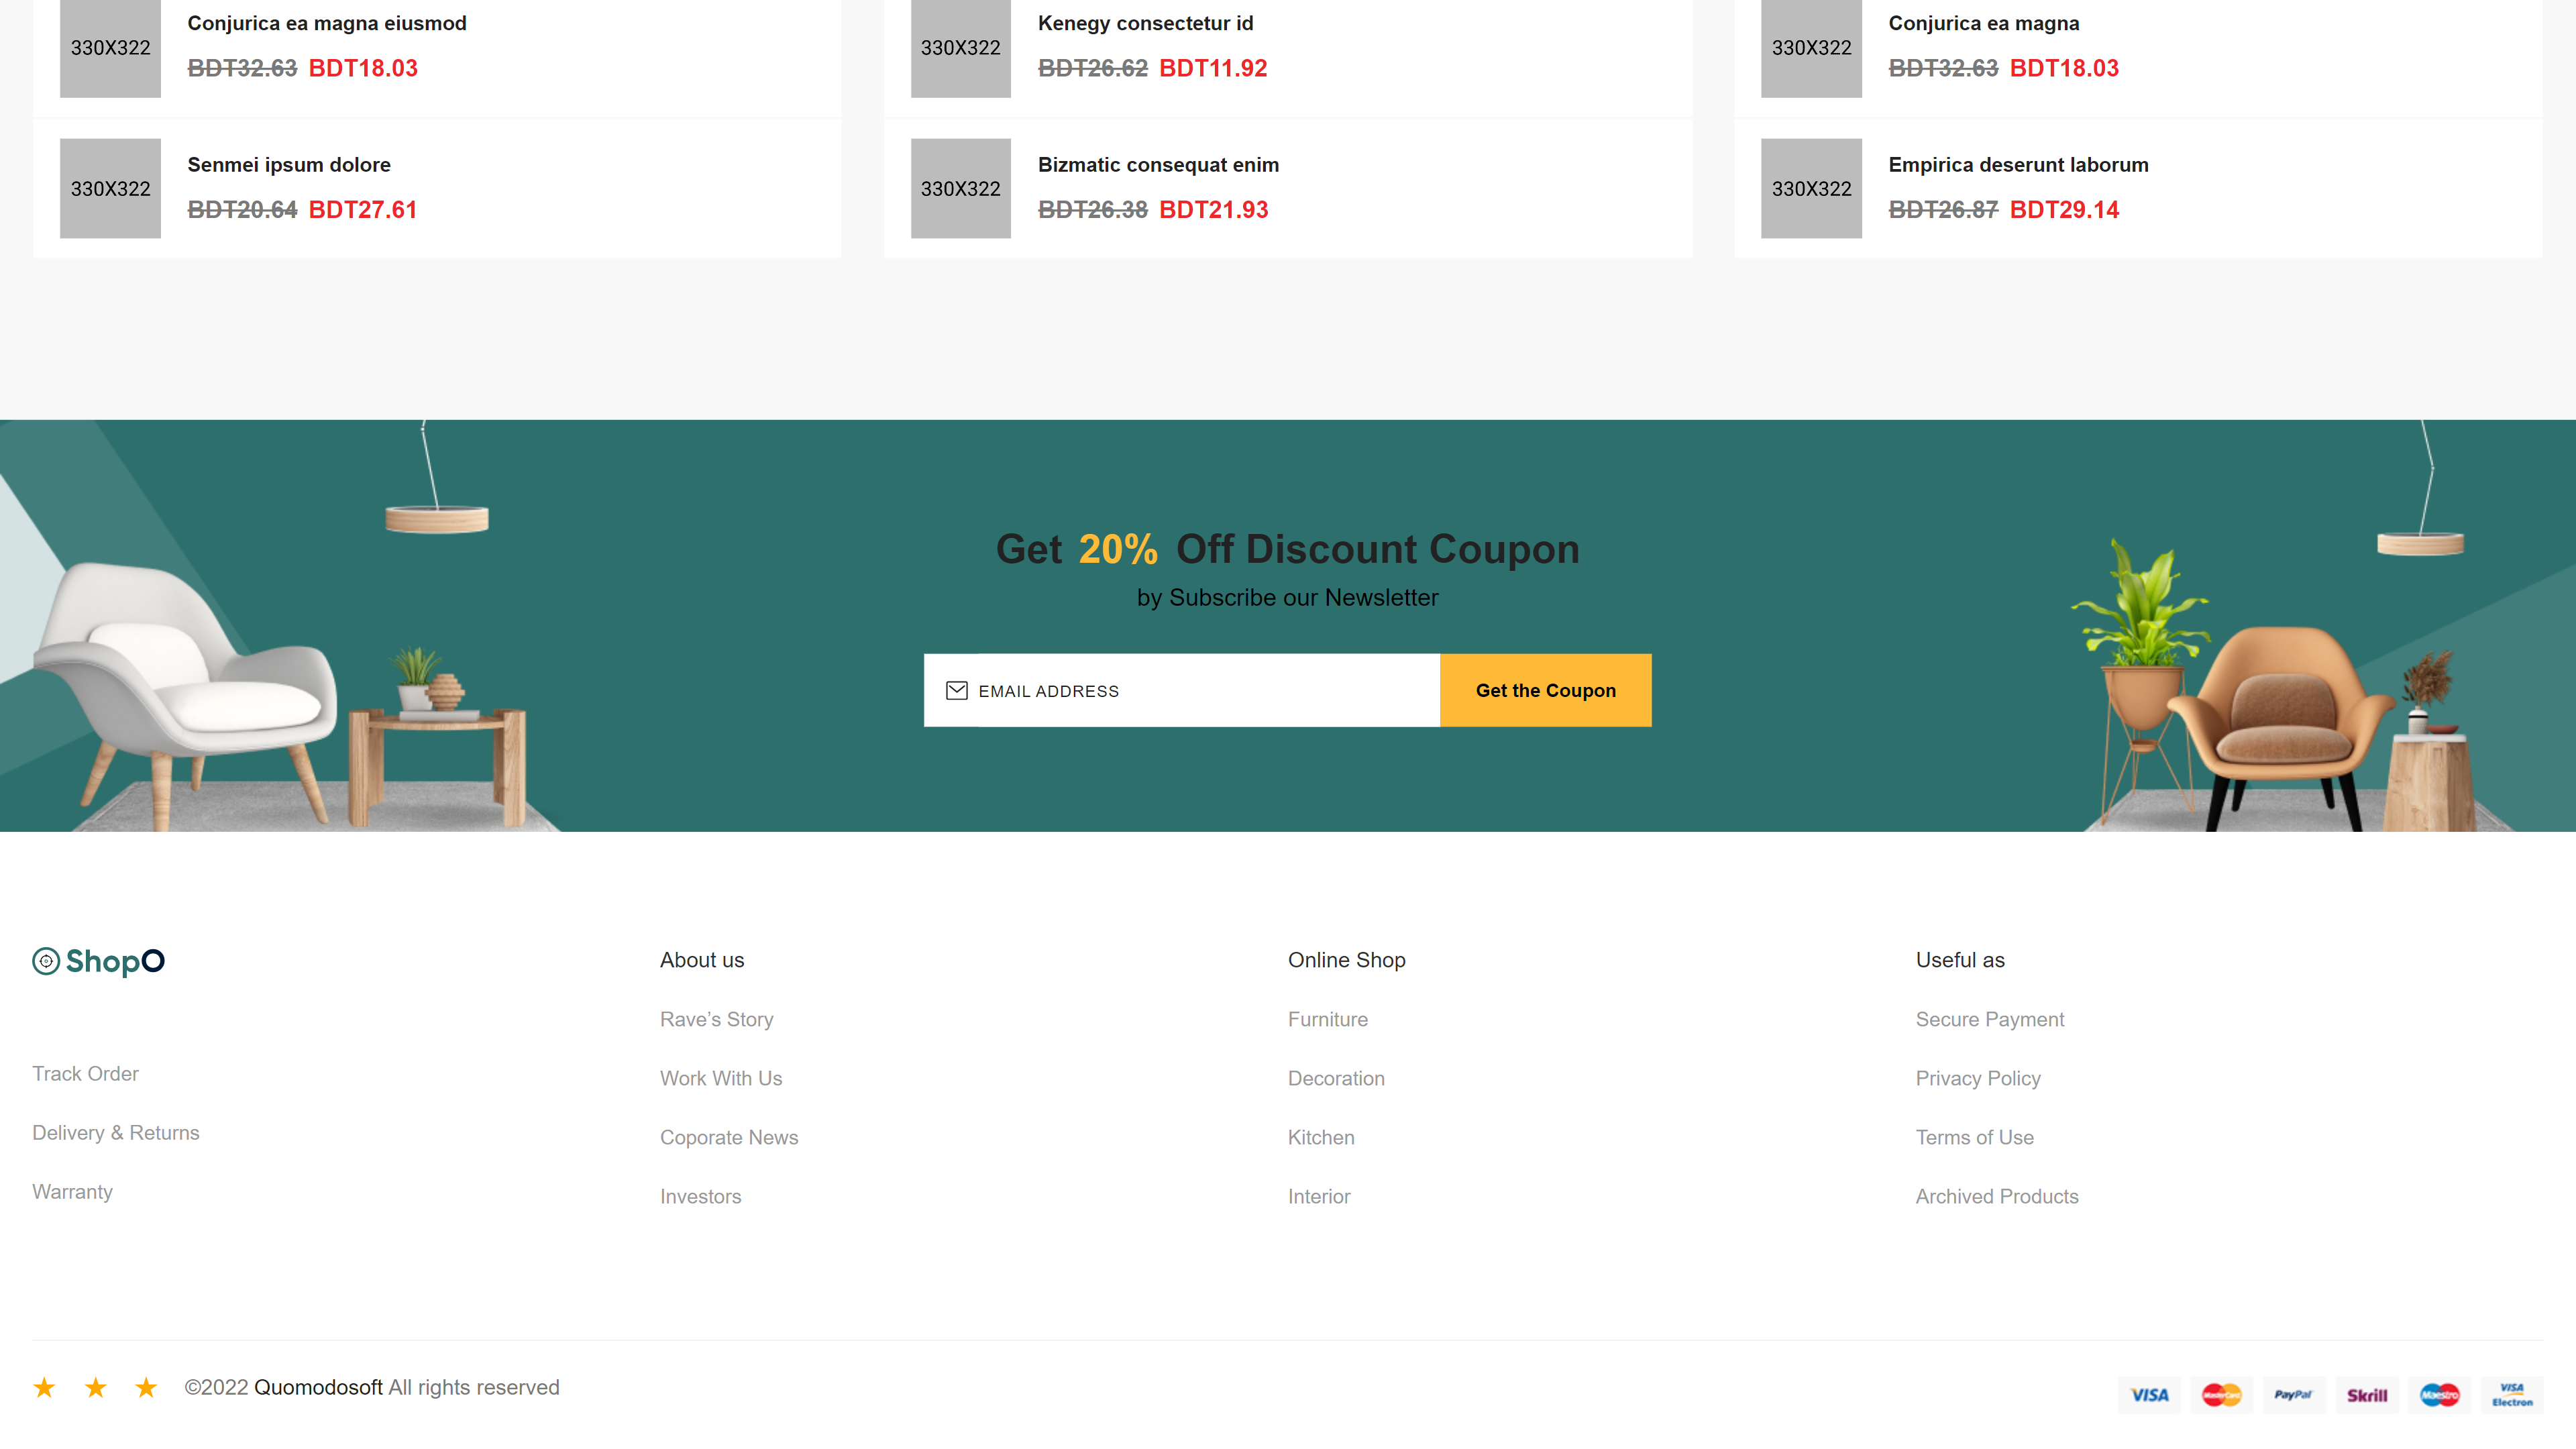 330X322
Conjurica ea magna eiusmod
BDT32.63 BDT18.03
330X322
Kenegy consectetur id
BDT26.62 BDT11.92
330X322
Conjurica ea magna
BDT32.63 BDT18.03
330X322
Senmei ipsum dolore
BDT20.64 BDT27.61
330X322
Bizmatic consequat enim
BDT26.38 BDT21.93
330X322
Empirica deserunt laborum
BDT26.87 BDT29.14
Get 20% Off Discount Coupon
by Subscribe our Newsletter
EMAIL ADDRESS
Get the Coupon
ShopO
Track Order
Delivery & Returns
Warranty
About us
Rave’s Story
Work With Us
Coporate News
Investors
Online Shop
Furniture
Decoration
Kitchen
Interior
Useful as
Secure Payment
Privacy Policy
Terms of Use
Archived Products
©2022 Quomodosoft All rights reserved
VISA
MasterCard
PayPal
Skrill
Maestro
VISA
Electron